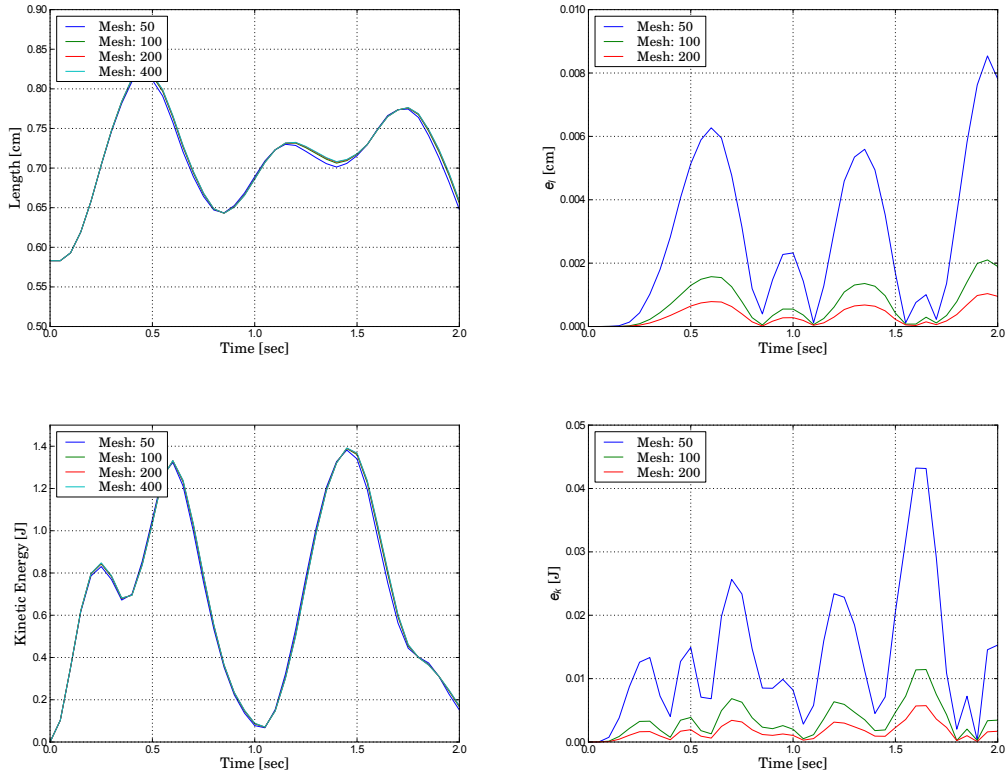 0.90
0.85
0.80
0.75
0.70
0.65
0.60
0.55
0.50
Length [cm]
Mesh: 50
Mesh: 100
Mesh: 200
Mesh: 400
0.0 0.5 1.0 1.5 2.0
Time [sec]
0.010
0.008
0.006
0.004
0.002
0.000
e_l [cm]
Mesh: 50
Mesh: 100
Mesh: 200
0.5 1.0 1.5 2.0
Time [sec]
1.4
1.2
1.0
0.8
0.6
0.4
0.2
0.0
Kinetic Energy [J]
Mesh: 50
Mesh: 100
Mesh: 200
Mesh: 400
0.5 1.0 1.5 2.0
Time [sec]
0.05
0.04
0.03
0.02
0.01
0.00
e_k [J]
Mesh: 50
Mesh: 100
Mesh: 200
0.5 1.0 1.5 2.0
Time [sec]